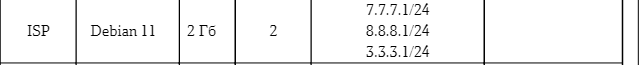 7.7.7.1/24
ISP Debian 11 2 Гб 2 8.8.8.1/24
3.3.3.1/24